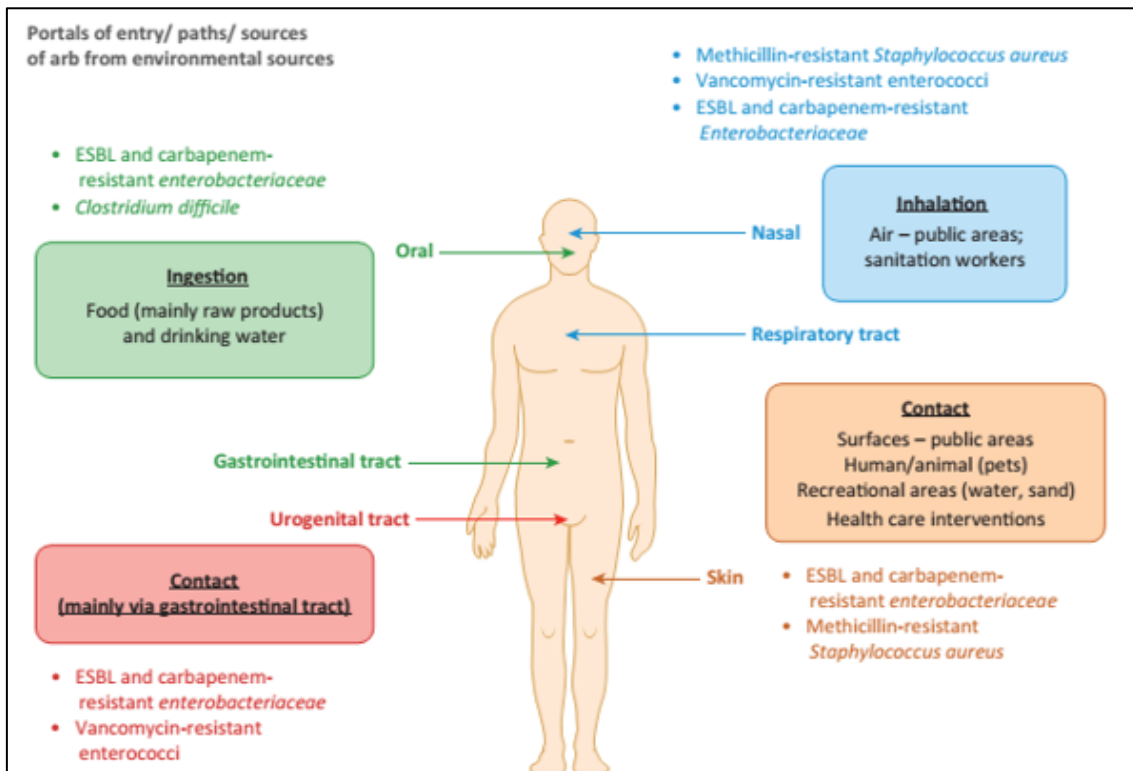 Portals of entry/ paths/ sources
of arb from environmental sources
• Methicillin-resistant Staphylococcus aureus
• Vancomycin-resistant enterococci
• ESBL and carbapenem-resistant
Enterobacteriaceae
• ESBL and carbapenem-
resistant enterobacteriaceae
• Clostridium difficile
Inhalation
Air – public areas;
sanitation workers
Nasal
Oral
Ingestion
Food (mainly raw products)
and drinking water
Respiratory tract
Contact
Surfaces – public areas
Human/animal (pets)
Recreational areas (water, sand)
Health care interventions
Gastrointestinal tract
Urogenital tract
Contact
(mainly via gastrointestinal tract)
Skin
• ESBL and carbapenem-
resistant enterobacteriaceae
• Methicillin-resistant
Staphylococcus aureus
• ESBL and carbapenem-
resistant enterobacteriaceae
• Vancomycin-resistant
enterococci